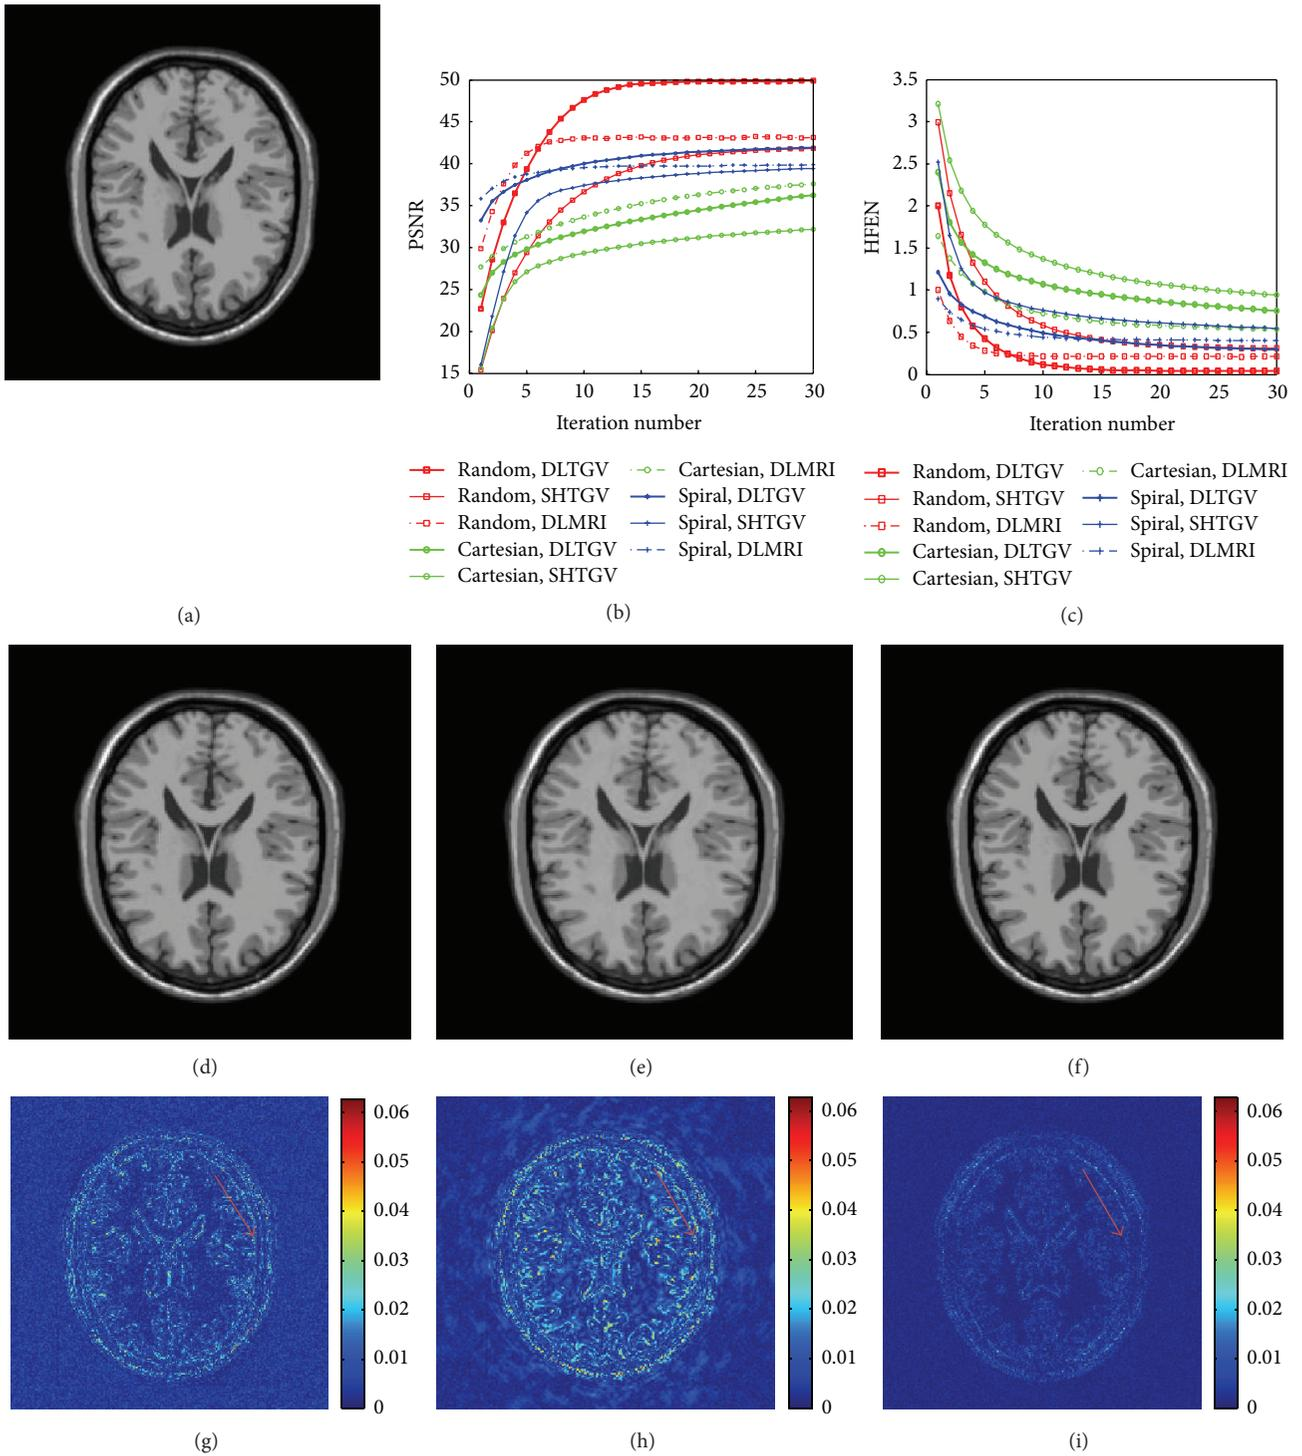 50
45
40
35
30
25
20
15
PSNR
0 5 10 15 20 25 30
Iteration number
3.5
3
2.5
2
1.5
1
0.5
0
HFEN
0 5 10 15 20 25 30
Iteration number
Random, DLTGV
Random, SHTGV
Random, DLMRI
Cartesian, DLTGV
Cartesian, SHTGV
Cartesian, DLMRI
Spiral, DLTGV
Spiral, SHTGV
Spiral, DLMRI
Random, DLTGV
Random, SHTGV
Random, DLMRI
Cartesian, DLTGV
Cartesian, SHTGV
Cartesian, DLMRI
Spiral, DLTGV
Spiral, SHTGV
Spiral, DLMRI
(a)
(b)
(c)
(d)
(e)
(f)
0.06
0.05
0.04
0.03
0.02
0.01
0
0.06
0.05
0.04
0.03
0.02
0.01
0
0.06
0.05
0.04
0.03
0.02
0.01
0
(g)
(h)
(i)